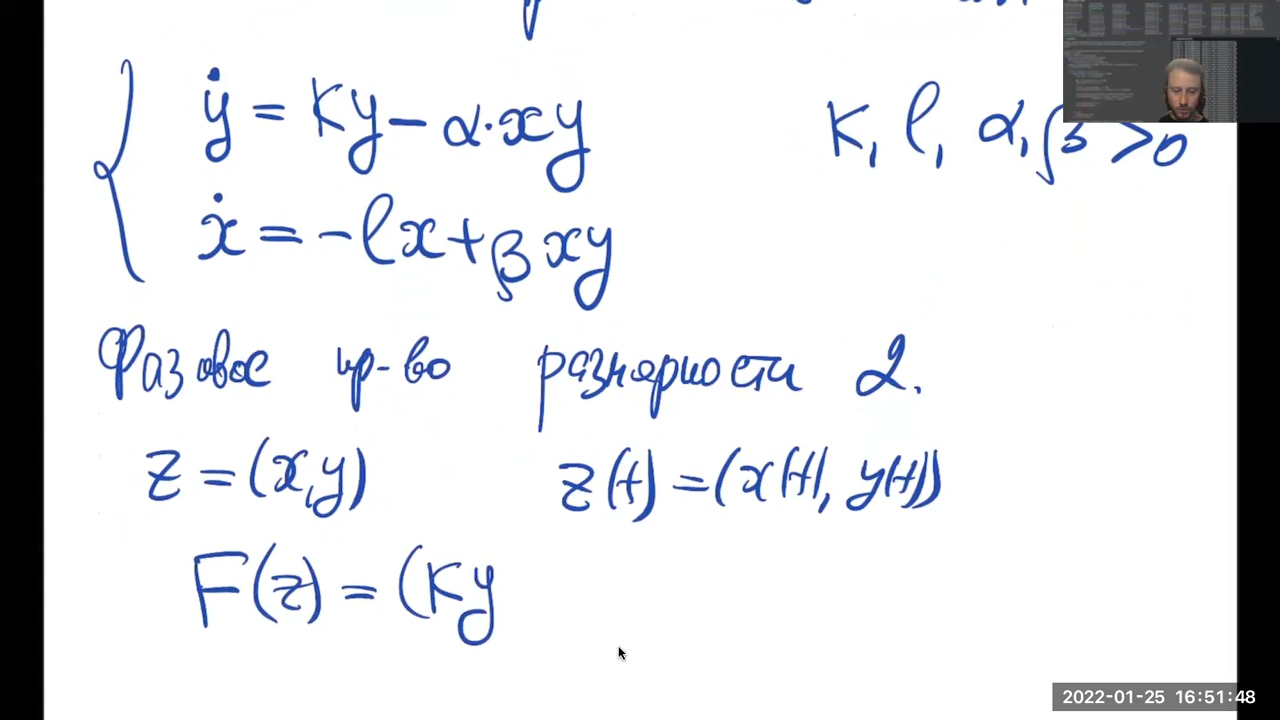 ẏ = Ky - α·xy
K, l, α, β > 0
ẋ = -lx + βxy
Фазовое пр-во размерности 2.
z = (x,y)
z(t) = (x(t), y(t))
F(z) = (Ky
2022-01-25 16:51:48